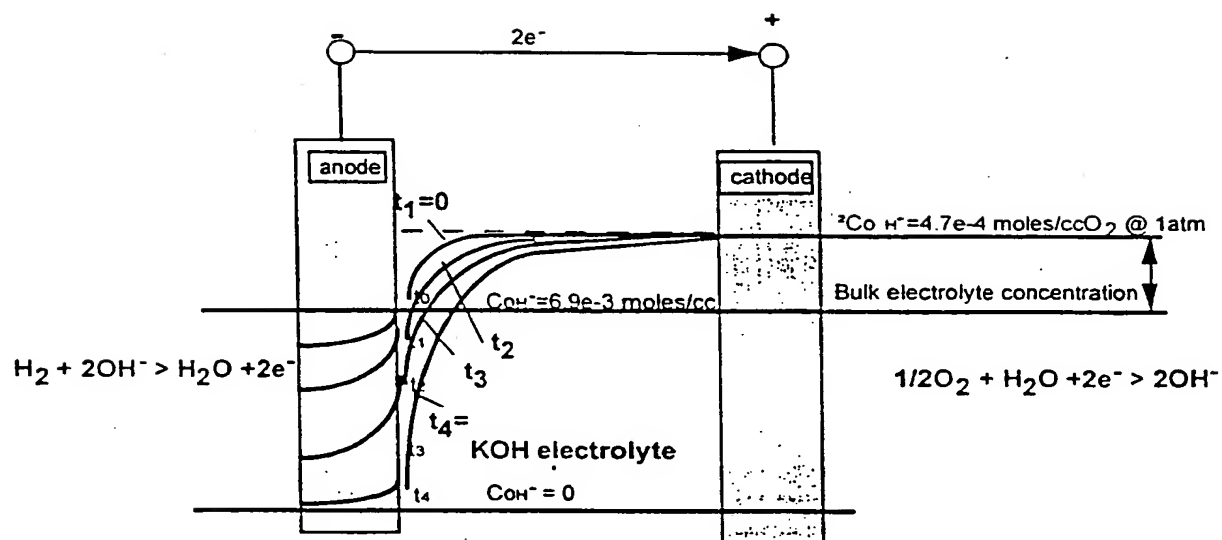 - +
2e⁻
anode
cathode
t₁=0
²Co H⁻=4.7e-4 moles/ccO₂ @ 1atm
t₀
Coн⁻=6.9e-3 moles/cc
Bulk electrolyte concentration
t₁
t₂
H₂ + 2OH⁻ > H₂O +2e⁻
t₃
t₂
1/2O₂ + H₂O +2e⁻ > 2OH⁻
t₄=
t₃
KOH electrolyte
t₄
Coн⁻ = 0